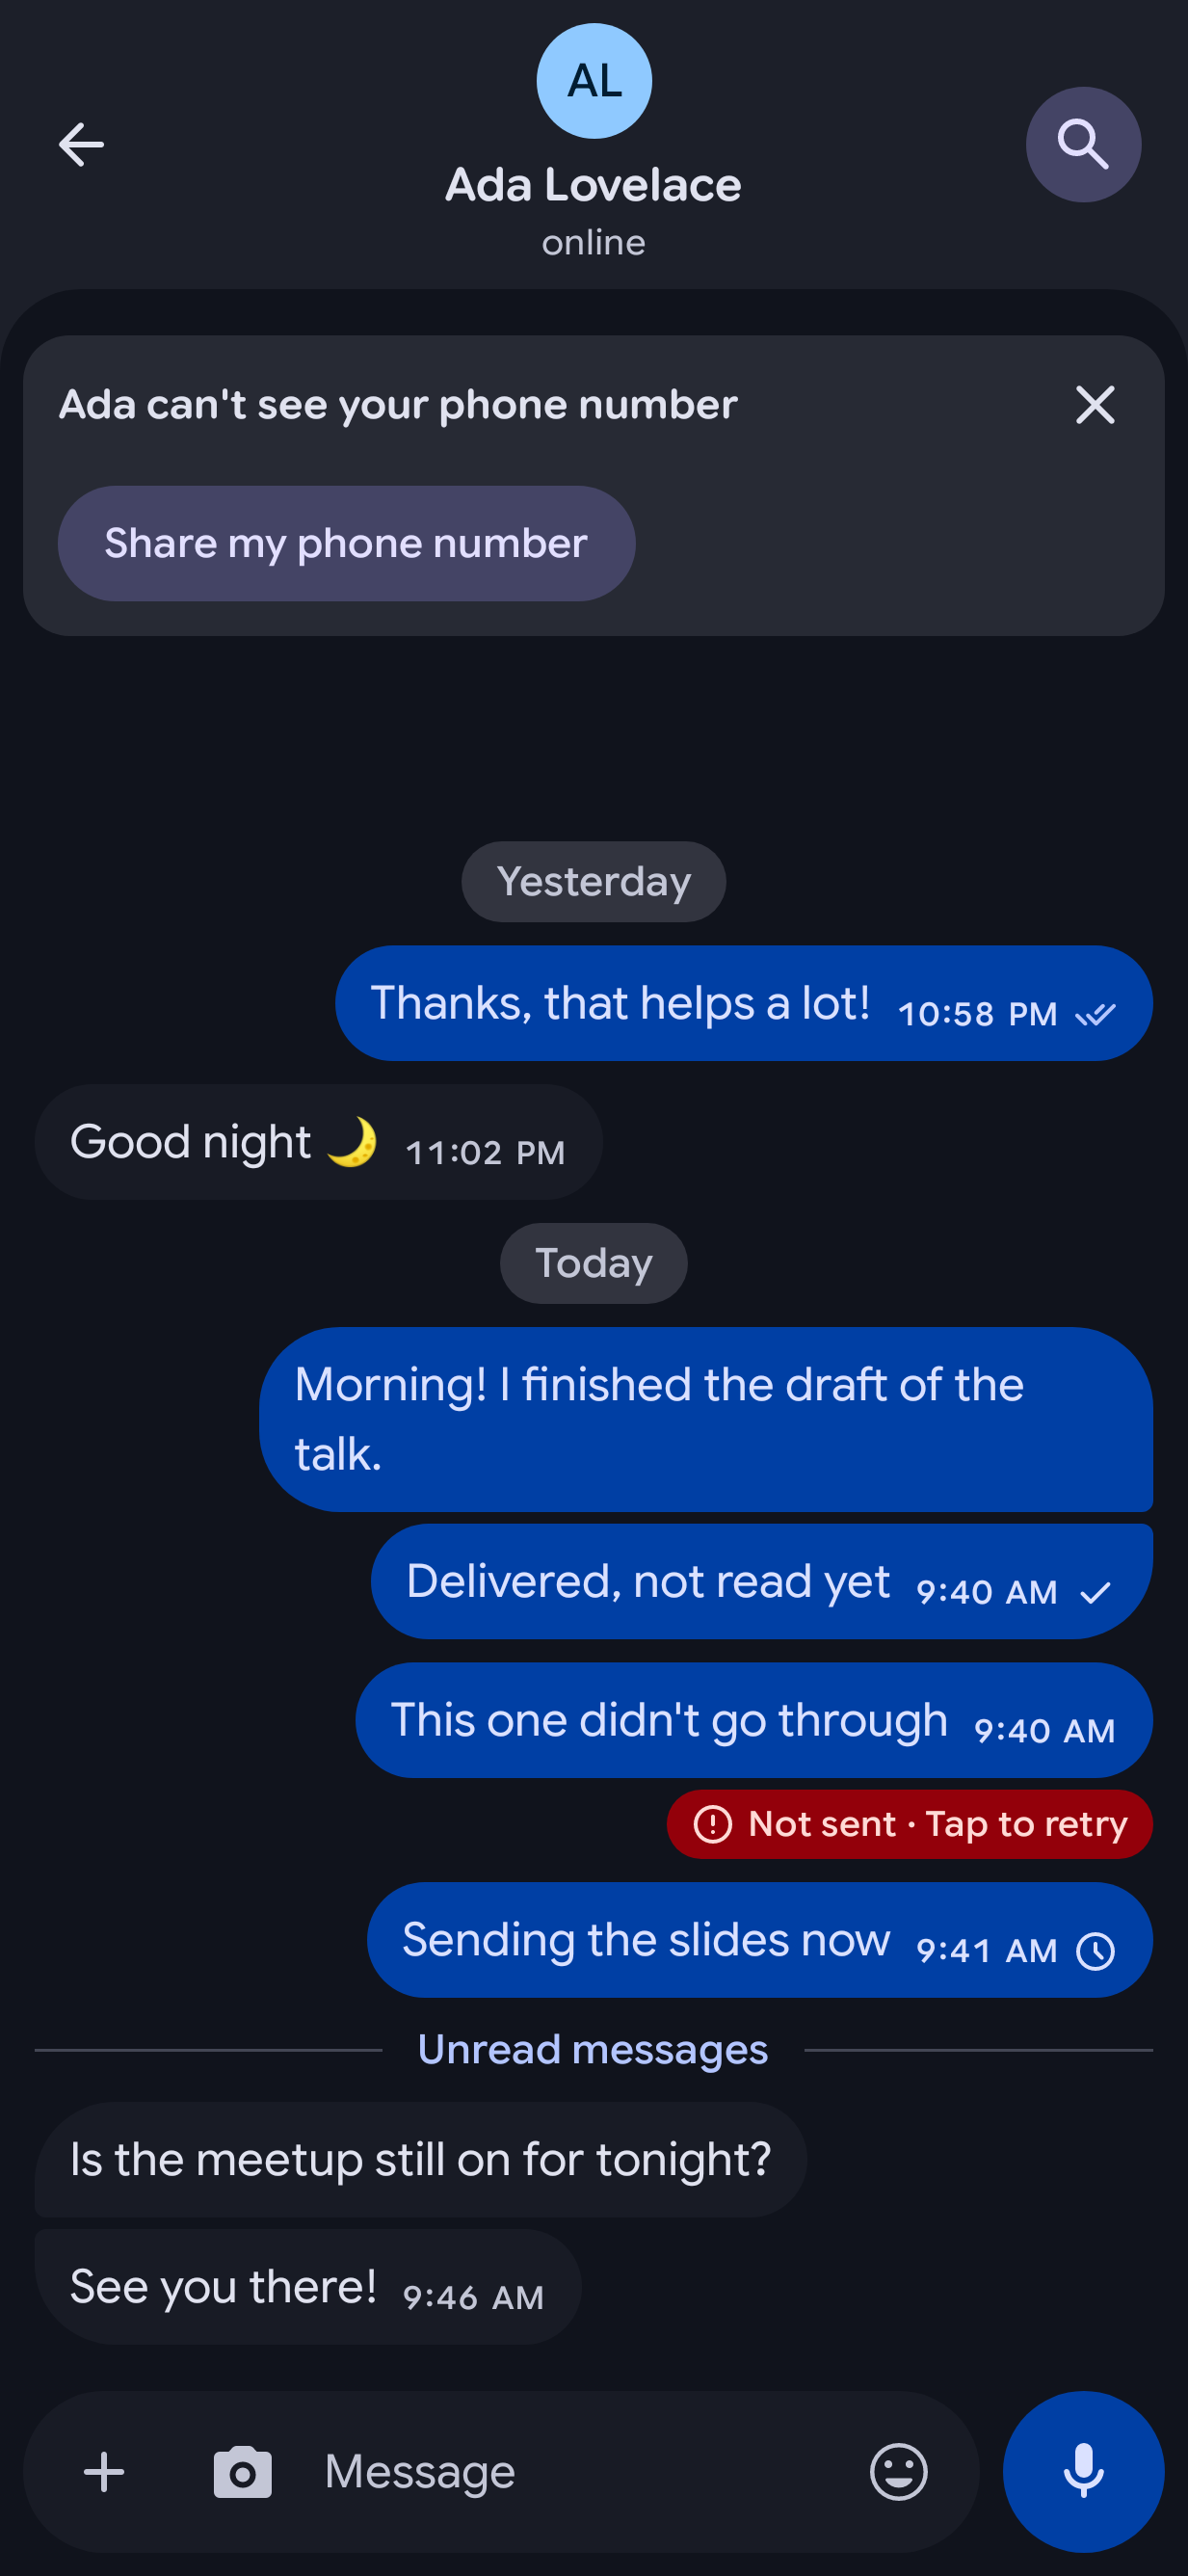 AL
Ada Lovelace
online
Ada can't see your phone number
Share my phone number
Yesterday
Thanks, that helps a lot! 10:58 PM
Good night 🌙 11:02 PM
Today
Morning! I finished the draft of the
talk.
Delivered, not read yet 9:40 AM
This one didn't go through 9:40 AM
Not sent · Tap to retry
Sending the slides now 9:41 AM
Unread messages
Is the meetup still on for tonight?
See you there! 9:46 AM
Message